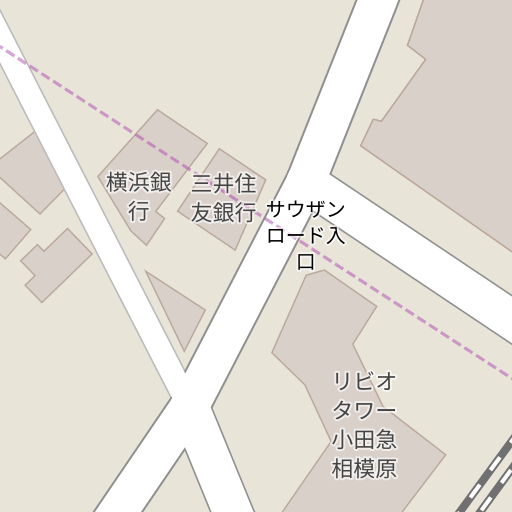 横浜銀
行
三井住
友銀行
サウザン
ロード入
口
リビオ
タワー
小田急
相模原